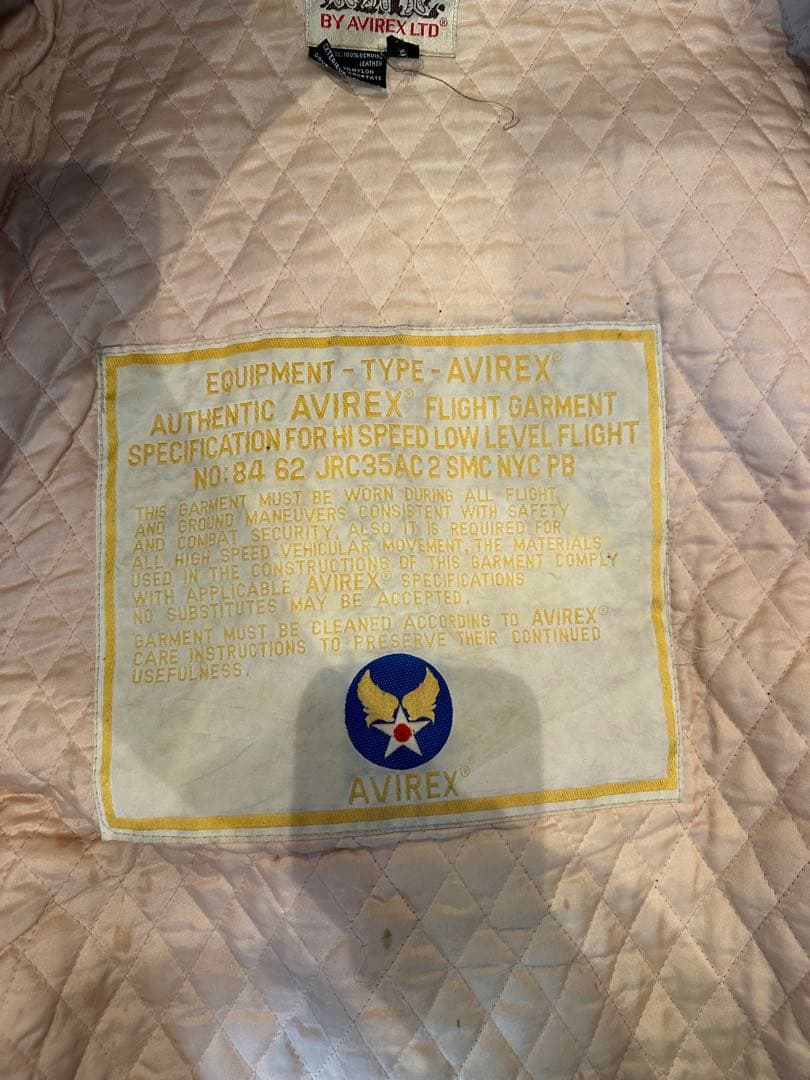 BY AVIREX LTD®
100% GENUINE
LEATHER
NYLON
EQUIPMENT - TYPE - AVIREX®
AUTHENTIC AVIREX® FLIGHT GARMENT
SPECIFICATION FOR HI SPEED LOW LEVEL FLIGHT
NO: 84 62 JRC35AC 2 SMC NYC PB
THIS GARMENT MUST BE WORN DURING ALL FLIGHT
AND GROUND MANEUVERS CONSISTENT WITH SAFETY
AND COMBAT SECURITY. ALSO IT IS REQUIRED FOR
ALL HIGH SPEED VEHICULAR MOVEMENT, THE MATERIALS
USED IN THE CONSTRUCTIONS OF THIS GARMENT COMPLY
WITH APPLICABLE AVIREX® SPECIFICATIONS
NO SUBSTITUTES MAY BE ACCEPTED.
GARMENT MUST BE CLEANED ACCORDING TO AVIREX®
CARE INSTRUCTIONS TO PRESERVE THEIR CONTINUED
USEFULNESS.
AVIREX®